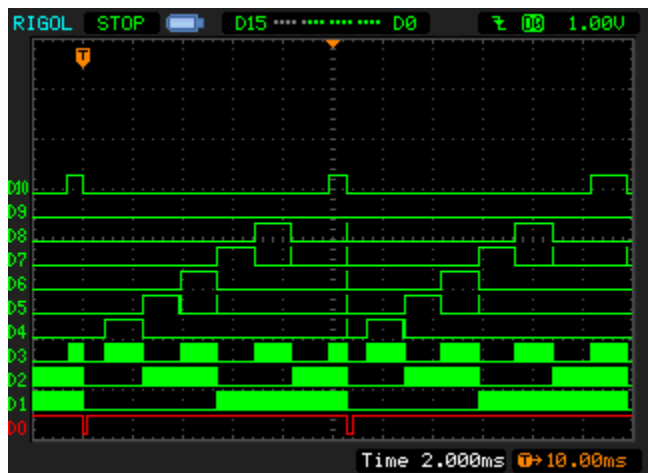 RIGOL STOP D15 D0 D0 1.00V
T
D10
D9
D8
D7
D6
D5
D4
D3
D2
D1
D0
Time 2.000ms T→10.00ms